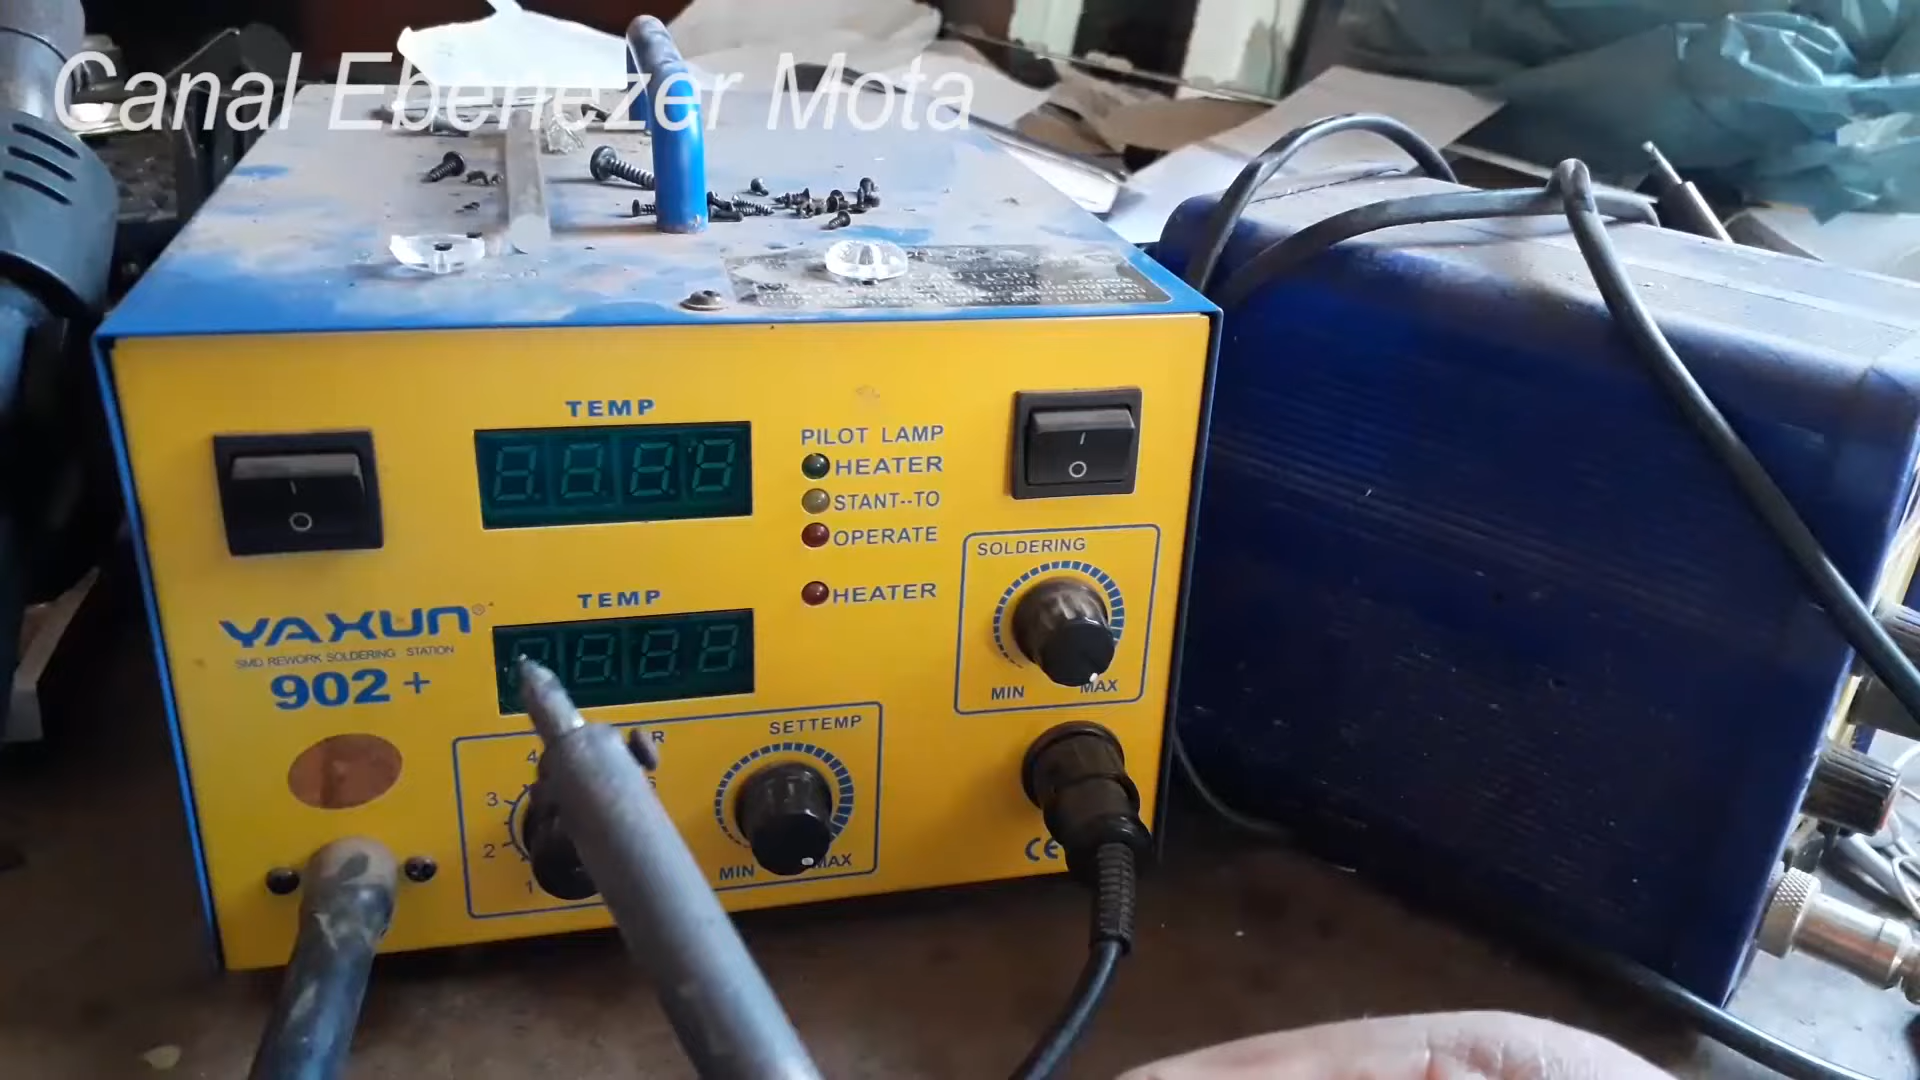 Canal Ebenezer Mota
TEMP
PILOT LAMP
HEATER
STANT--TO
OPERATE
HEATER
TEMP
SOLDERING
MIN
MAX
YAXUN®
SMD REWORK SOLDERING STATION
902+
SETTEMP
4
3
2
1
MIN
MAX
CE